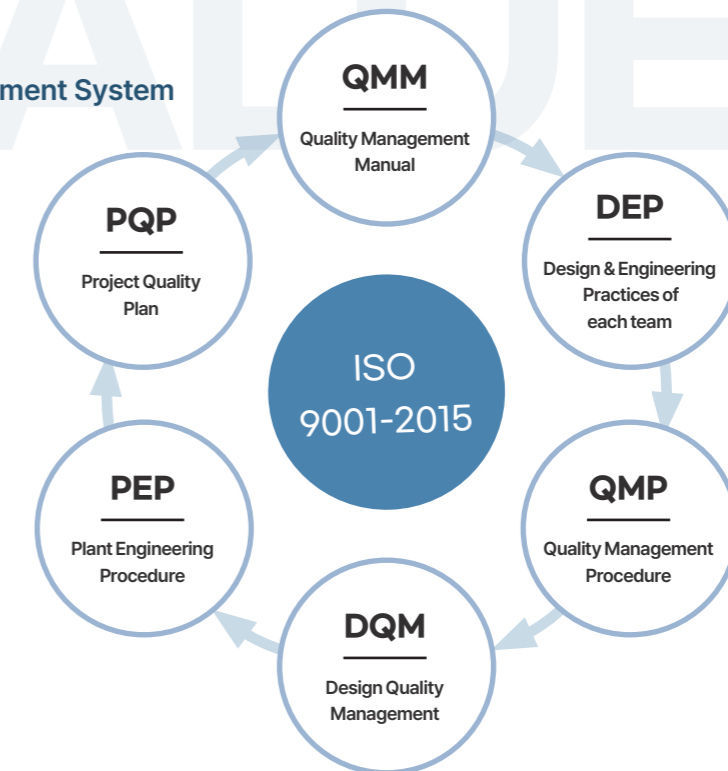 ment System
QMM
Quality Management
Manual
DEP
Design & Engineering
Practices of
each team
QMP
Quality Management
Procedure
DQM
Design Quality
Management
PEP
Plant Engineering
Procedure
PQP
Project Quality
Plan
ISO
9001-2015